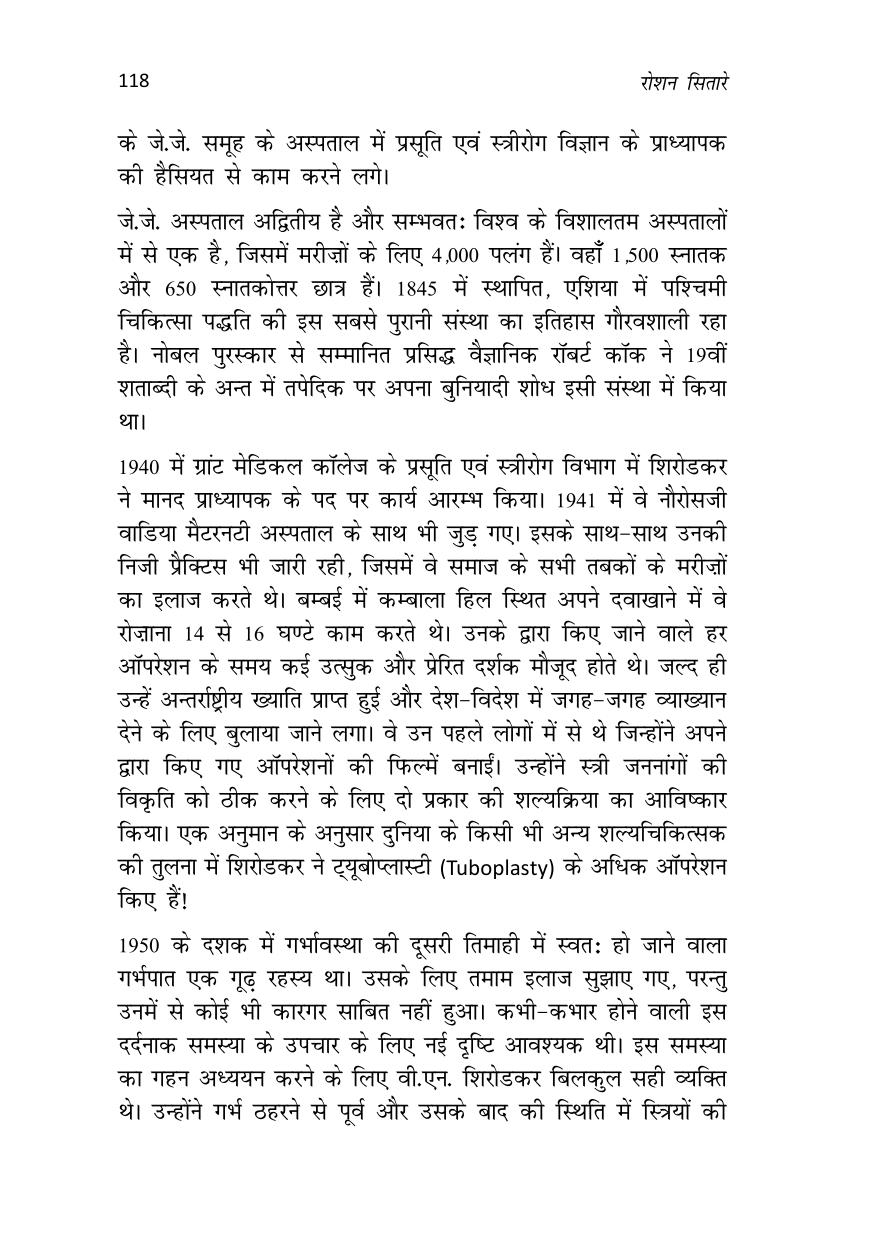 118 रोशन सितारे
के जे.जे. समूह के अस्पताल में प्रसूति एवं स्त्रीरोग विज्ञान के प्राध्यापक
की हैसियत से काम करने लगे।
जे.जे. अस्पताल अद्वितीय है और सम्भवत: विश्व के विशालतम अस्पतालों
में से एक है, जिसमें मरीज़ों के लिए 4,000 पलंग हैं। वहाँ 1,500 स्नातक
और 650 स्नातकोत्तर छात्र हैं। 1845 में स्थापित, एशिया में पश्चिमी
चिकित्सा पद्धति की इस सबसे पुरानी संस्था का इतिहास गौरवशाली रहा
है। नोबल पुरस्कार से सम्मानित प्रसिद्ध वैज्ञानिक रॉबर्ट कॉक ने 19वीं
शताब्दी के अन्त में तपेदिक पर अपना बुनियादी शोध इसी संस्था में किया
था।
1940 में ग्रांट मेडिकल कॉलेज के प्रसूति एवं स्त्रीरोग विभाग में शिरोडकर
ने मानद प्राध्यापक के पद पर कार्य आरम्भ किया। 1941 में वे नौरोसजी
वाडिया मैटरनटी अस्पताल के साथ भी जुड़ गए। इसके साथ-साथ उनकी
निजी प्रैक्टिस भी जारी रही, जिसमें वे समाज के सभी तबकों के मरीज़ों
का इलाज करते थे। बम्बई में कम्बाला हिल स्थित अपने दवाखाने में वे
रोज़ाना 14 से 16 घण्टे काम करते थे। उनके द्वारा किए जाने वाले हर
ऑपरेशन के समय कई उत्सुक और प्रेरित दर्शक मौजूद होते थे। जल्द ही
उन्हें अन्तर्राष्ट्रीय ख्याति प्राप्त हुई और देश-विदेश में जगह-जगह व्याख्यान
देने के लिए बुलाया जाने लगा। वे उन पहले लोगों में से थे जिन्होंने अपने
द्वारा किए गए ऑपरेशनों की फिल्में बनाईं। उन्होंने स्त्री जननांगों की
विकृति को ठीक करने के लिए दो प्रकार की शल्यक्रिया का आविष्कार
किया। एक अनुमान के अनुसार दुनिया के किसी भी अन्य शल्यचिकित्सक
की तुलना में शिरोडकर ने ट्यूबोप्लास्टी (Tuboplasty) के अधिक ऑपरेशन
किए हैं!
1950 के दशक में गर्भावस्था की दूसरी तिमाही में स्वत: हो जाने वाला
गर्भपात एक गूढ़ रहस्य था। उसके लिए तमाम इलाज सुझाए गए, परन्तु
उनमें से कोई भी कारगर साबित नहीं हुआ। कभी-कभार होने वाली इस
दर्दनाक समस्या के उपचार के लिए नई दृष्टि आवश्यक थी। इस समस्या
का गहन अध्ययन करने के लिए वी.एन. शिरोडकर बिलकुल सही व्यक्ति
थे। उन्होंने गर्भ ठहरने से पूर्व और उसके बाद की स्थिति में स्त्रियों की